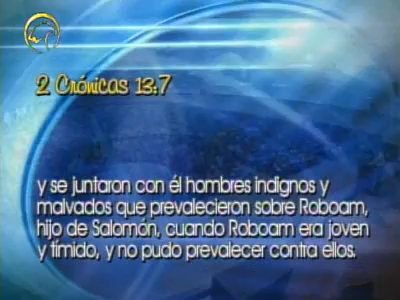 2 Crónicas 13:7
y se juntaron con él hombres indignos y
malvados que prevalecieron sobre Roboam,
hijo de Salomón, cuando Roboam era joven
y tímido, y no pudo prevalecer contra ellos.